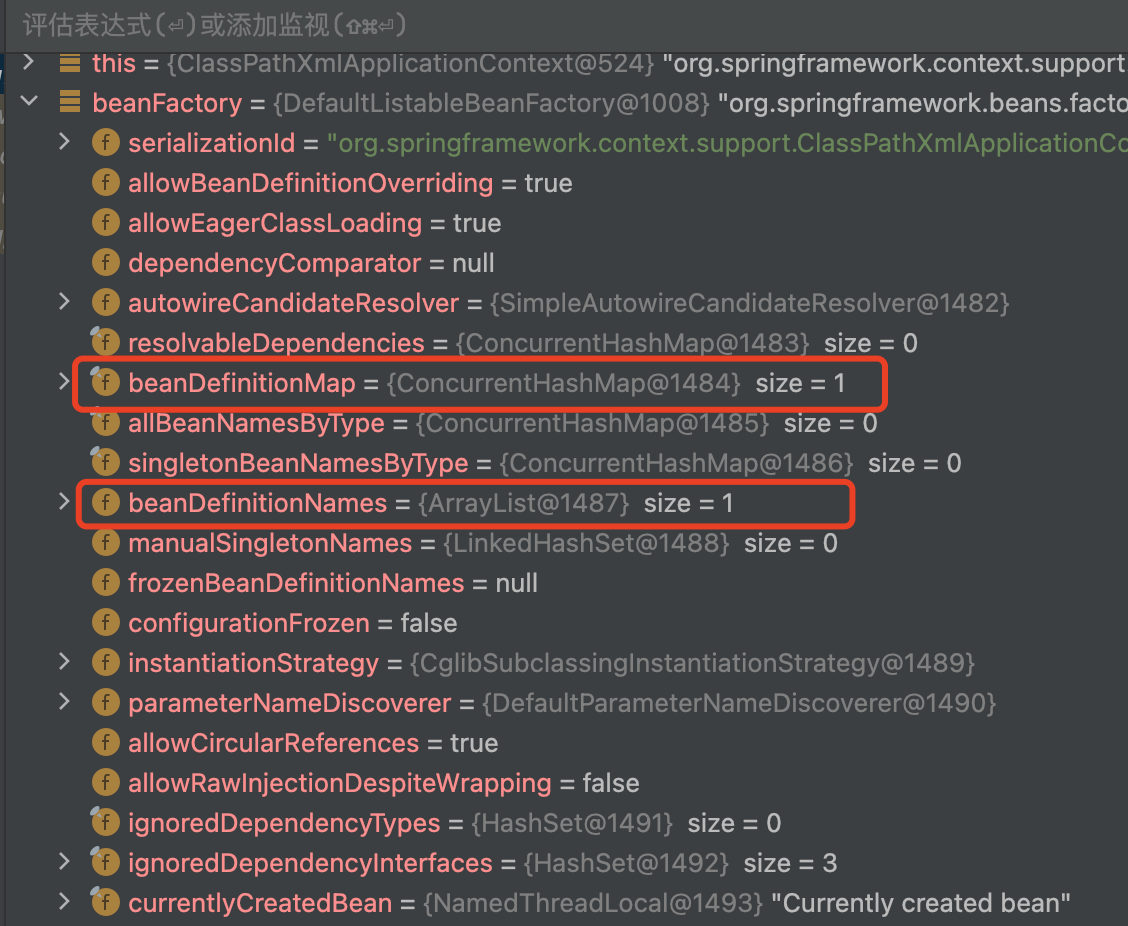 评估表达式(⏎)或添加监视(⇧⌘⏎)
this = {ClassPathXmlApplicationContext@524} "org.springframework.context.support.
beanFactory = {DefaultListableBeanFactory@1008} "org.springframework.beans.facto
f serializationId = "org.springframework.context.support.ClassPathXmlApplicationCo
f allowBeanDefinitionOverriding = true
f allowEagerClassLoading = true
f dependencyComparator = null
f autowireCandidateResolver = {SimpleAutowireCandidateResolver@1482}
f resolvableDependencies = {ConcurrentHashMap@1483} size = 0
f beanDefinitionMap = {ConcurrentHashMap@1484} size = 1
f allBeanNamesByType = {ConcurrentHashMap@1485} size = 0
f singletonBeanNamesByType = {ConcurrentHashMap@1486} size = 0
f beanDefinitionNames = {ArrayList@1487} size = 1
f manualSingletonNames = {LinkedHashSet@1488} size = 0
f frozenBeanDefinitionNames = null
f configurationFrozen = false
f instantiationStrategy = {CglibSubclassingInstantiationStrategy@1489}
f parameterNameDiscoverer = {DefaultParameterNameDiscoverer@1490}
f allowCircularReferences = true
f allowRawInjectionDespiteWrapping = false
f ignoredDependencyTypes = {HashSet@1491} size = 0
f ignoredDependencyInterfaces = {HashSet@1492} size = 3
f currentlyCreatedBean = {NamedThreadLocal@1493} "Currently created bean"